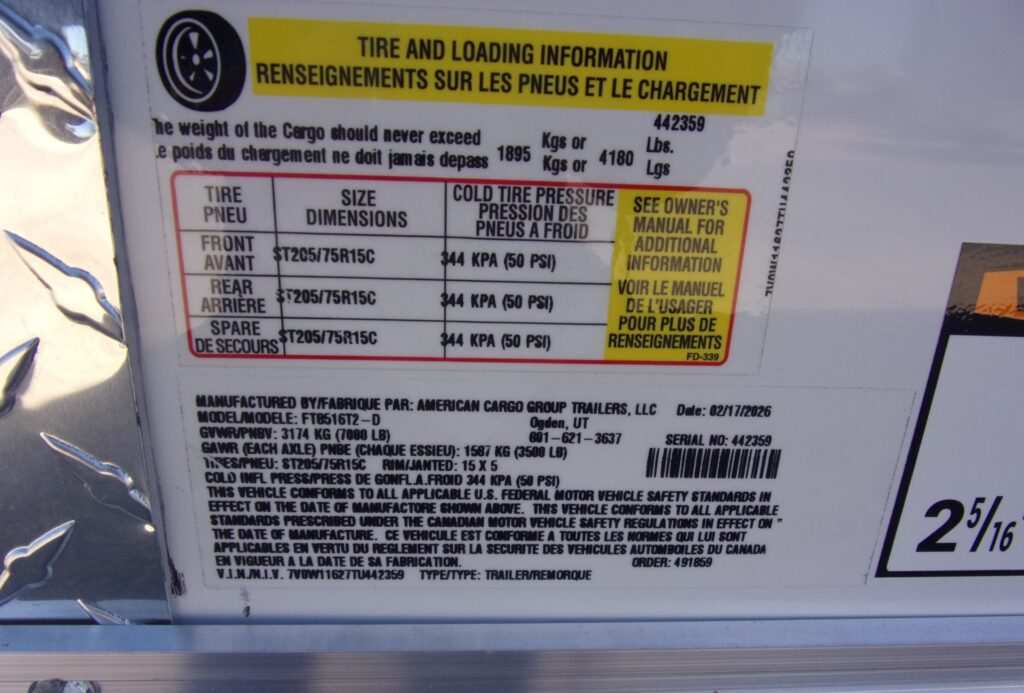 TIRE AND LOADING INFORMATION
RENSEIGNEMENTS SUR LES PNEUS ET LE CHARGEMENT
442359
he weight of the Cargo should never exceed 1895 Kgs or 4180 Lbs.
e poids du chargement ne doit jamais depass Kgs or Lgs
TIRE PNEU SIZE DIMENSIONS COLD TIRE PRESSURE PRESSION DES PNEUS A FROID
FRONT AVANT ST205/75R15C 344 KPA (50 PSI)
REAR ARRIÈRE ST205/75R15C 344 KPA (50 PSI)
SPARE DE SECOURS ST205/75R15C 344 KPA (50 PSI)
SEE OWNER'S
MANUAL FOR
ADDITIONAL
INFORMATION
VOIR LE MANUEL
DE L'USAGER
POUR PLUS DE
RENSEIGNEMENTS
FD-339
MANUFACTURED BY/FABRIQUE PAR: AMERICAN CARGO GROUP TRAILERS, LLC Date: 02/17/2026
MODEL/MODELE: FT8516T2-D Ogden, UT
GVWR/PNBV: 3174 KG (7000 LB) 801-621-3637 SERIAL NO: 442359
GAWR (EACH AXLE) PNBE (CHAQUE ESSIEU): 1587 KG (3500 LB)
TIRES/PNEU: ST205/75R15C RIM/JANTED: 15 X 5
COLD INFL PRESS/PRESS DE GONFL.A.FROID 344 KPA (50 PSI)
THIS VEHICLE CONFORMS TO ALL APPLICABLE U.S. FEDERAL MOTOR VEHICLE SAFETY STANDARDS IN
EFFECT ON THE DATE OF MANUFACTURE SHOWN ABOVE. THIS VEHICLE CONFORMS TO ALL APPLICABLE
STANDARDS PRESCRIBED UNDER THE CANADIAN MOTOR VEHICLE SAFETY REGULATIONS IN EFFECT ON
THE DATE OF MANUFACTURE. CE VEHICULE EST CONFORME A TOUTES LES NORMES QUI LUI SONT
APPLICABLES EN VERTU DU REGLEMENT SUR LA SECURITE DES VEHICULES AUTOMBOILES DU CANADA
EN VIGUEUR A LA DATE DE SA FABRICATION. ORDER: 491859
V.I.N./N.I.V. 7V0W11627TU442359 TYPE/TYPE: TRAILER/REMORQUE
2 5/16"